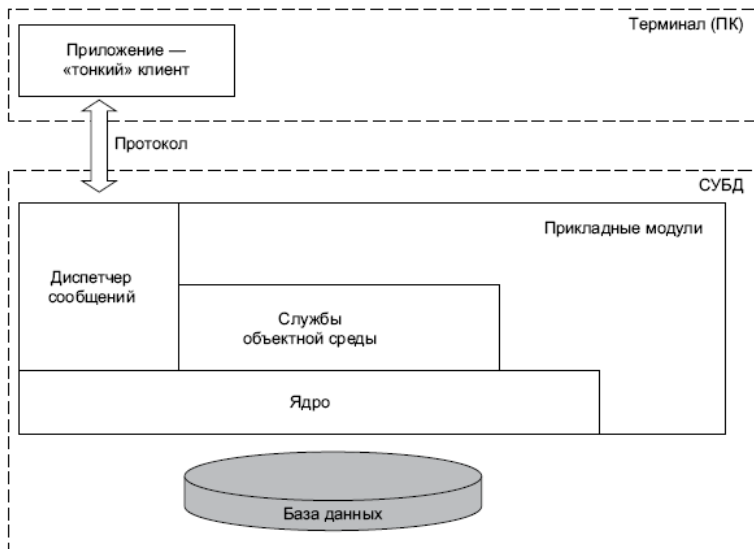 Терминал (ПК)
Приложение —
«тонкий» клиент
Протокол
СУБД
Прикладные модули
Диспетчер
сообщений
Службы
объектной среды
Ядро
База данных